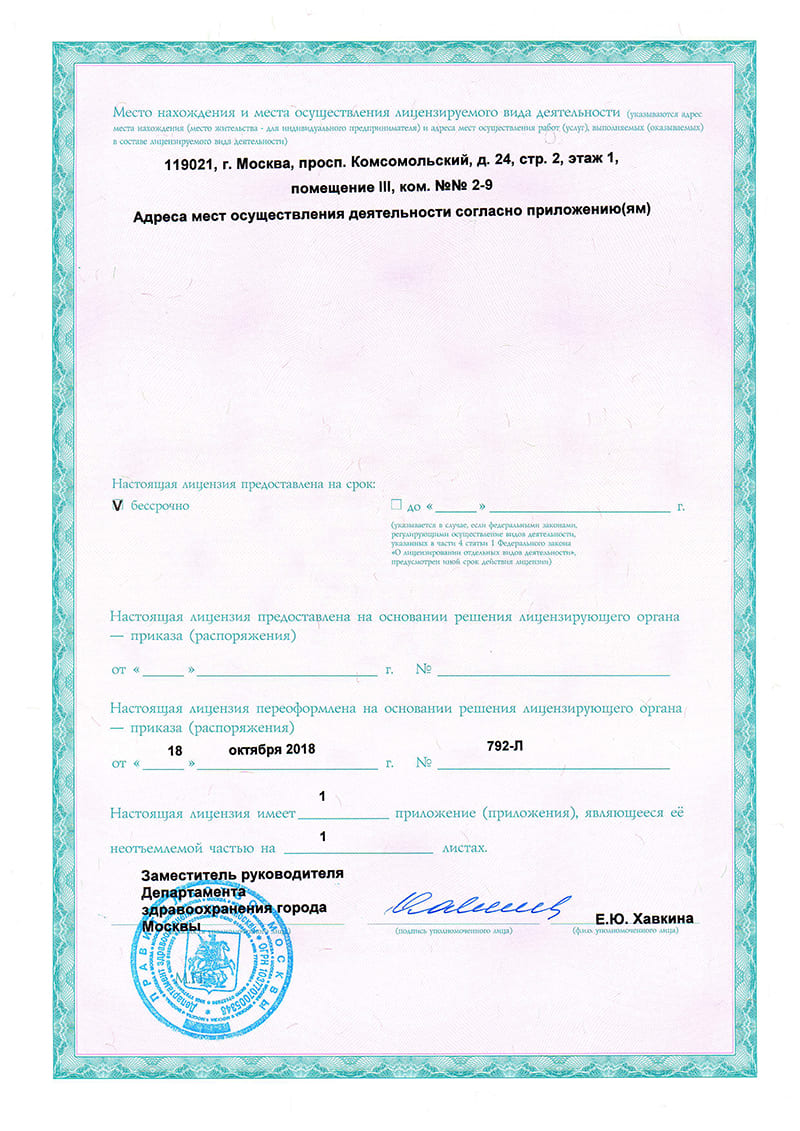 Место нахождения и места осуществления лицензируемого вида деятельности (указываются адрес
места нахождения (место жительства - для индивидуального предпринимателя) и адреса мест осуществления работ (услуг), выполняемых (оказываемых)
в составе лицензируемого вида деятельности)
119021, г. Москва, просп. Комсомольский, д. 24, стр. 2, этаж 1,
помещение III, ком. №№ 2-9
Адреса мест осуществления деятельности согласно приложению(ям)
Настоящая лицензия предоставлена на срок:
V бессрочно
до « » г.
(указывается в случае, если федеральными законами,
регулирующими осуществление видов деятельности,
указанных в части 4 статьи 1 Федерального закона
«О лицензировании отдельных видов деятельности»,
предусмотрен иной срок действия лицензии)
Настоящая лицензия предоставлена на основании решения лицензирующего органа
— приказа (распоряжения)
от « » г. №
Настоящая лицензия переоформлена на основании решения лицензирующего органа
— приказа (распоряжения)
от « 18 » октября 2018 г. № 792-Л
Настоящая лицензия имеет 1 приложение (приложения), являющееся её
неотъемлемой частью на 1 листах.
Заместитель руководителя
Департамента
здравоохранения города
Москвы
Е.Ю. Хавкина
(подпись уполномоченного лица)
(фио уполномоченного лица)
М.П.
ПРАВИТЕЛЬСТВО МОСКВЫ
Департамент здравоохранения города Москвы * ОГРН 1037707005346